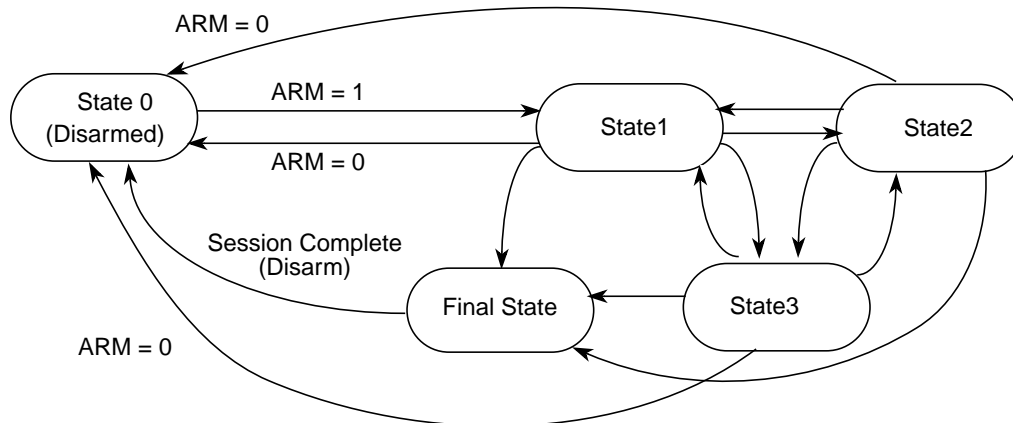 ARM = 0
State 0
(Disarmed)
ARM = 1
State1
State2
ARM = 0
Session Complete
(Disarm)
Final State
State3
ARM = 0